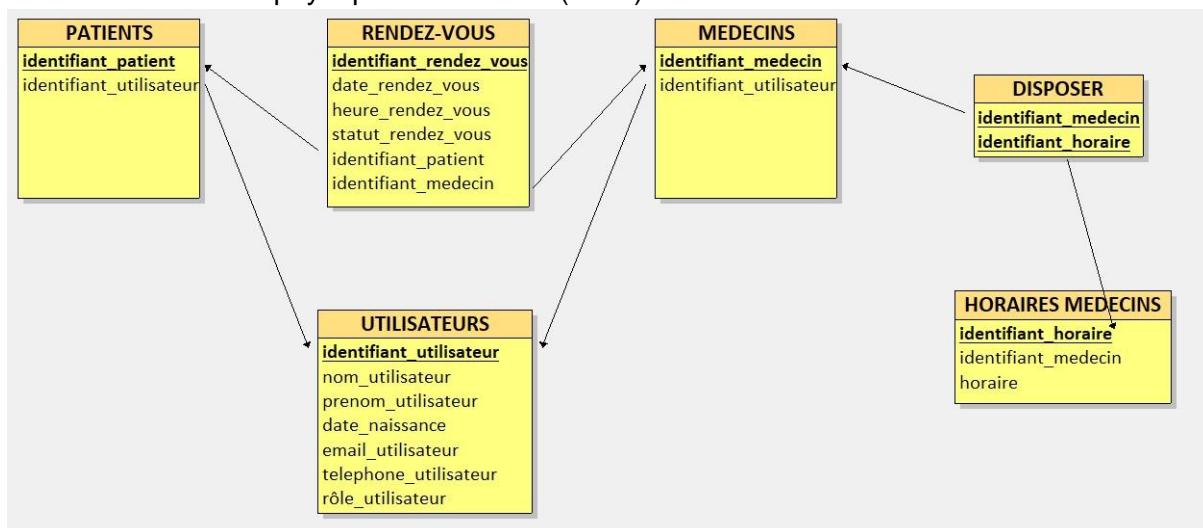 PATIENTS
identifiant_patient
identifiant_utilisateur
RENDEZ-VOUS
identifiant_rendez_vous
date_rendez_vous
heure_rendez_vous
statut_rendez_vous
identifiant_patient
identifiant_medecin
MEDECINS
identifiant_medecin
identifiant_utilisateur
DISPOSER
identifiant_medecin
identifiant_horaire
UTILISATEURS
identifiant_utilisateur
nom_utilisateur
prenom_utilisateur
date_naissance
email_utilisateur
telephone_utilisateur
rôle_utilisateur
HORAIRES MEDECINS
identifiant_horaire
identifiant_medecin
horaire